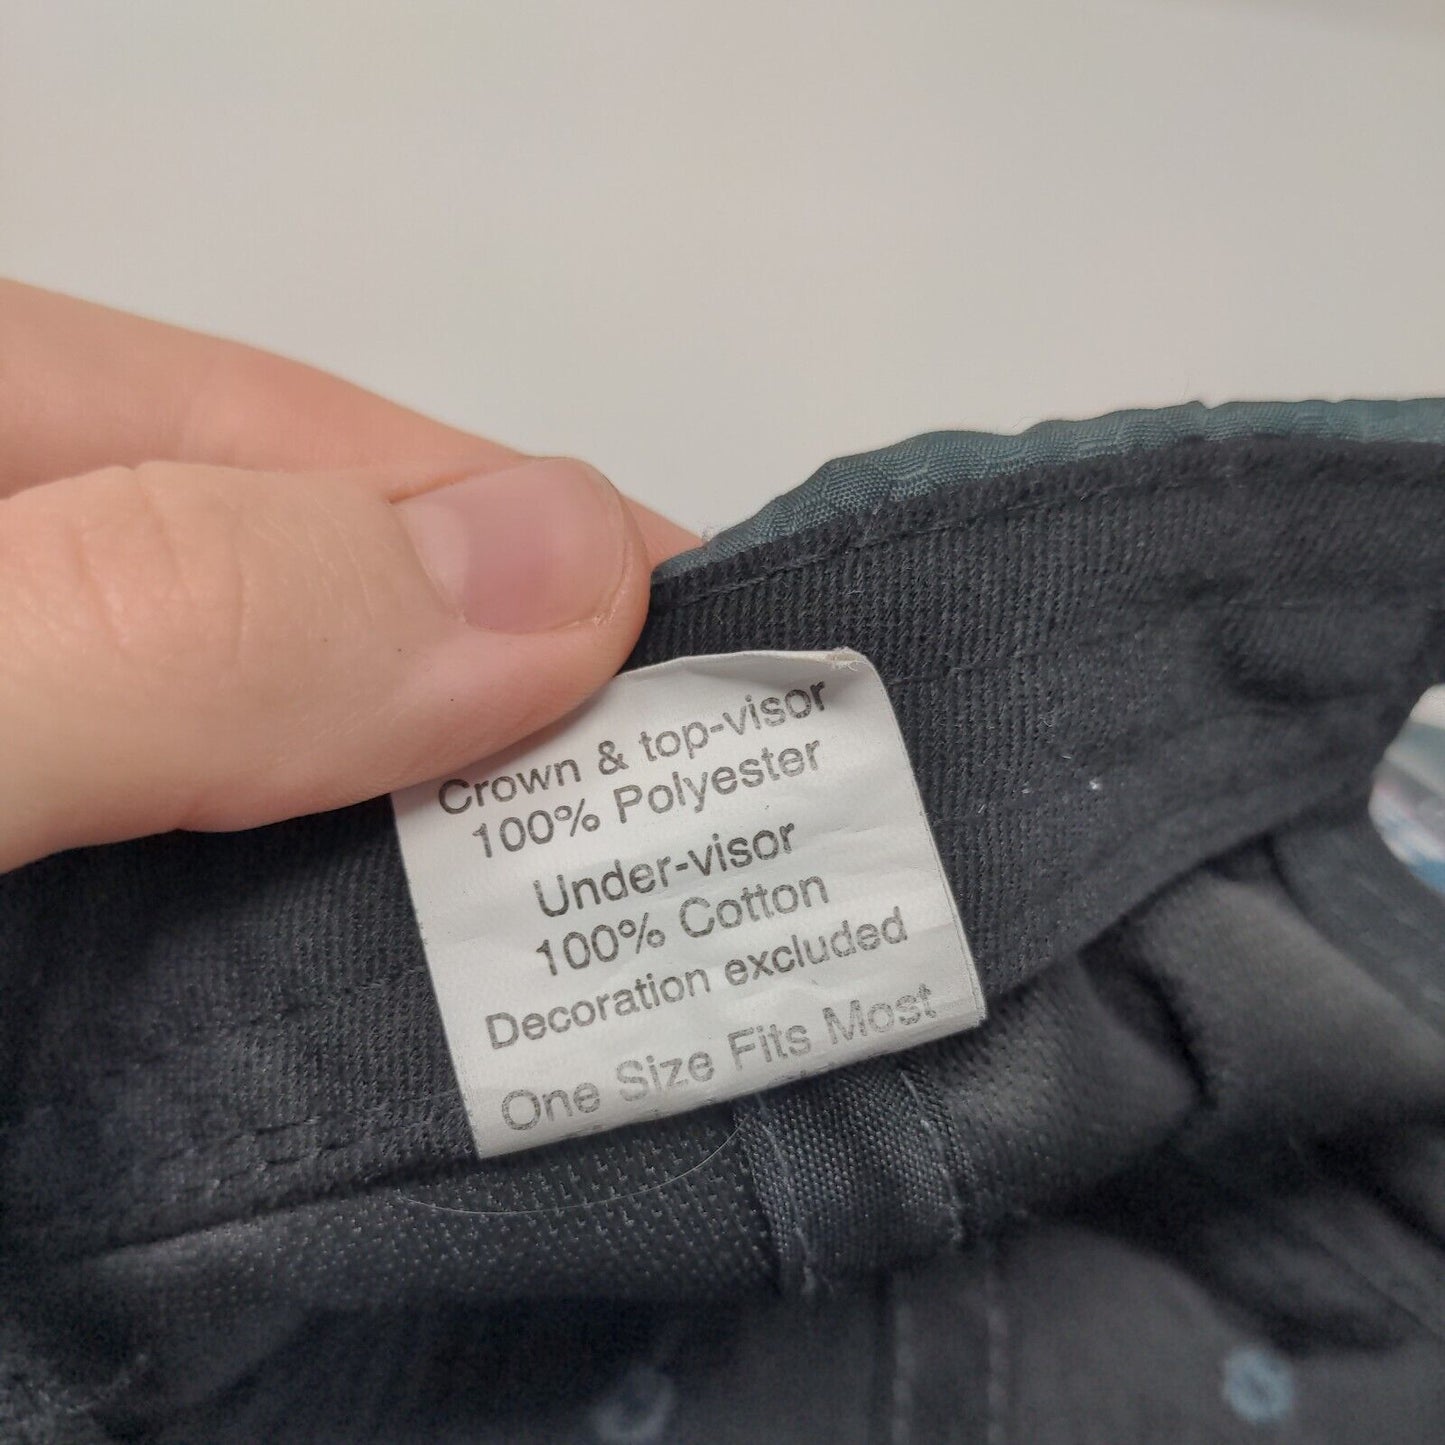 Crown & top-visor
100% Polyester
Under-visor
100% Cotton
Decoration excluded
One Size Fits Most